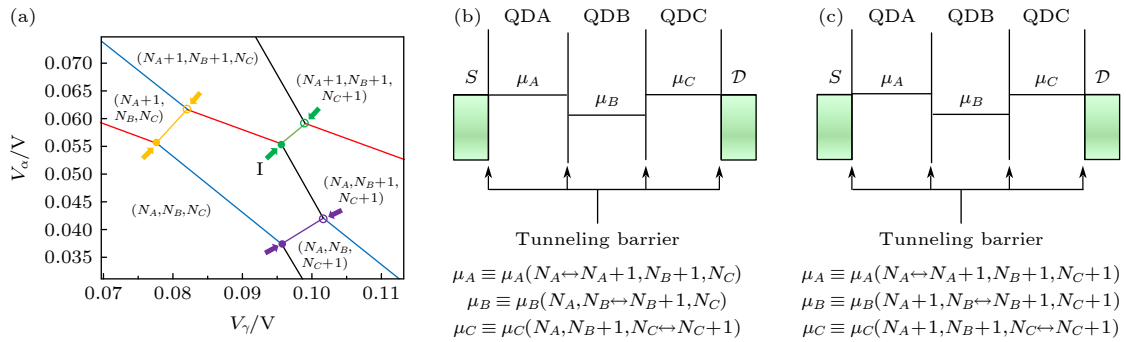 (a)
V_α/V
0.070
0.065
0.060
0.055
0.050
0.045
0.040
0.035
(N_A+1,N_B+1,N_C)
(N_A+1,N_B+1,
N_C+1)
(N_A+1,
N_B,N_C)
I
(N_A,N_B,N_C)
(N_A,N_B+1,
N_C+1)
(N_A,N_B,
N_C+1)
0.07
0.08
0.09
0.10
0.11
V_γ/V
(b)
QDA
QDB
QDC
S
μ_A
μ_B
μ_C
𝒟
Tunneling barrier
μ_A≡μ_A(N_A↔N_A+1,N_B+1,N_C)
μ_B≡μ_B(N_A,N_B↔N_B+1,N_C)
μ_C≡μ_C(N_A,N_B+1,N_C↔N_C+1)
(c)
QDA
QDB
QDC
S
μ_A
μ_B
μ_C
𝒟
Tunneling barrier
μ_A≡μ_A(N_A↔N_A+1,N_B+1,N_C+1)
μ_B≡μ_B(N_A+1,N_B↔N_B+1,N_C+1)
μ_C≡μ_C(N_A+1,N_B+1,N_C↔N_C+1)